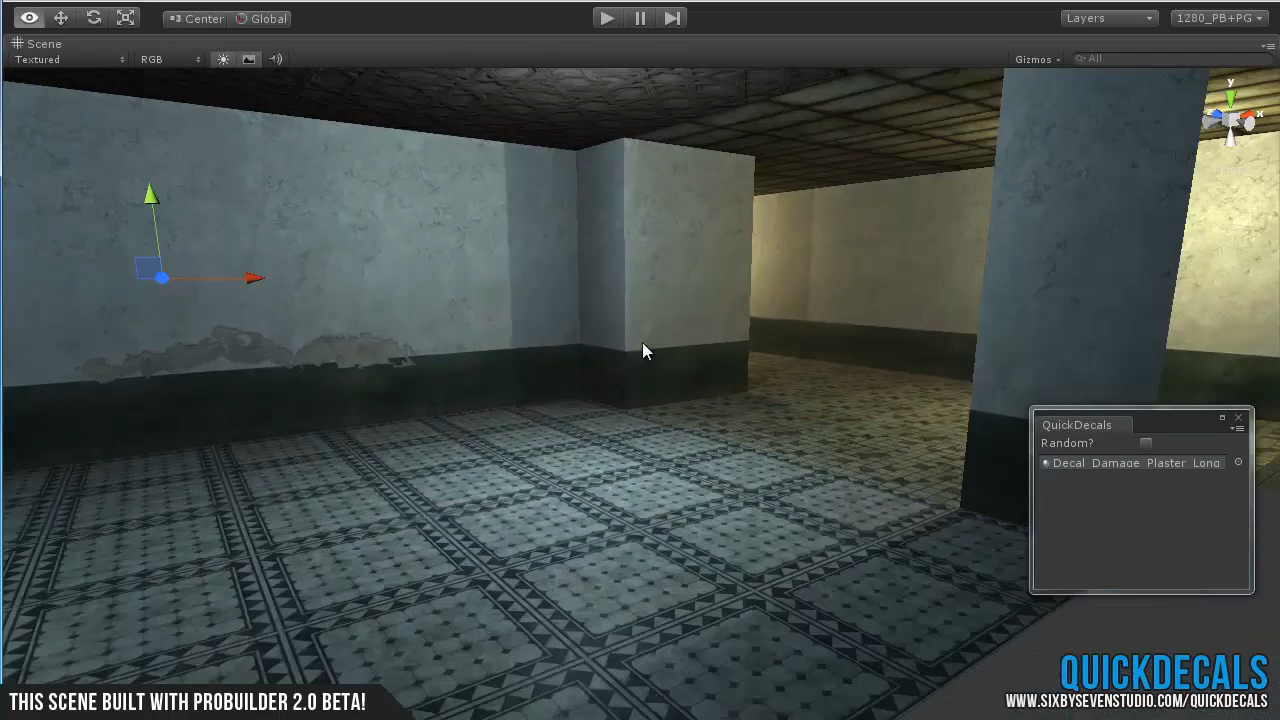 Center Global
Layers 1280_PB+PG
Scene
Textured RGB Gizmos All
y
x
QuickDecals
Random?
Decal_Damage_Plaster_Long
QUICKDECALS
THIS SCENE BUILT WITH PROBUILDER 2.0 BETA!
WWW.SIXBYSEVENSTUDIO.COM/QUICKDECALS